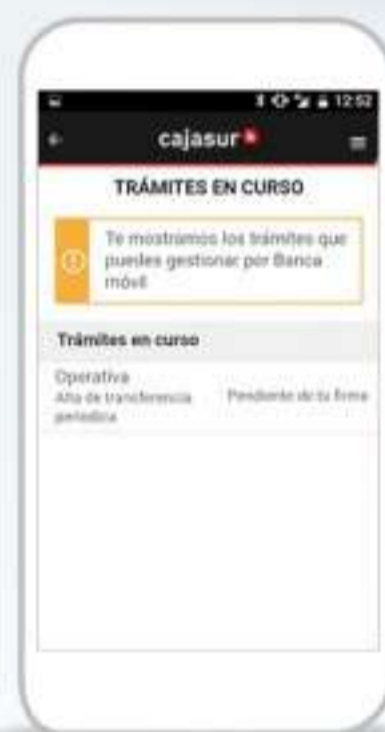 12:52
cajasur
TRÁMITES EN CURSO
Te mostramos los trámites que
puedes gestionar por Banca
móvil
Trámites en curso
Operativa
Alta de transferencia Pendiente de tu firma
periodica